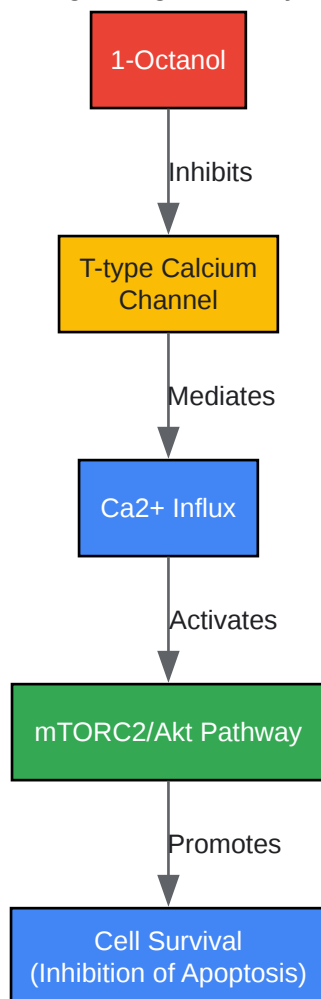 1-Octanol
Inhibits
T-type Calcium
Channel
Mediates
Ca2+ Influx
Activates
mTORC2/Akt Pathway
Promotes
Cell Survival
(Inhibition of Apoptosis)